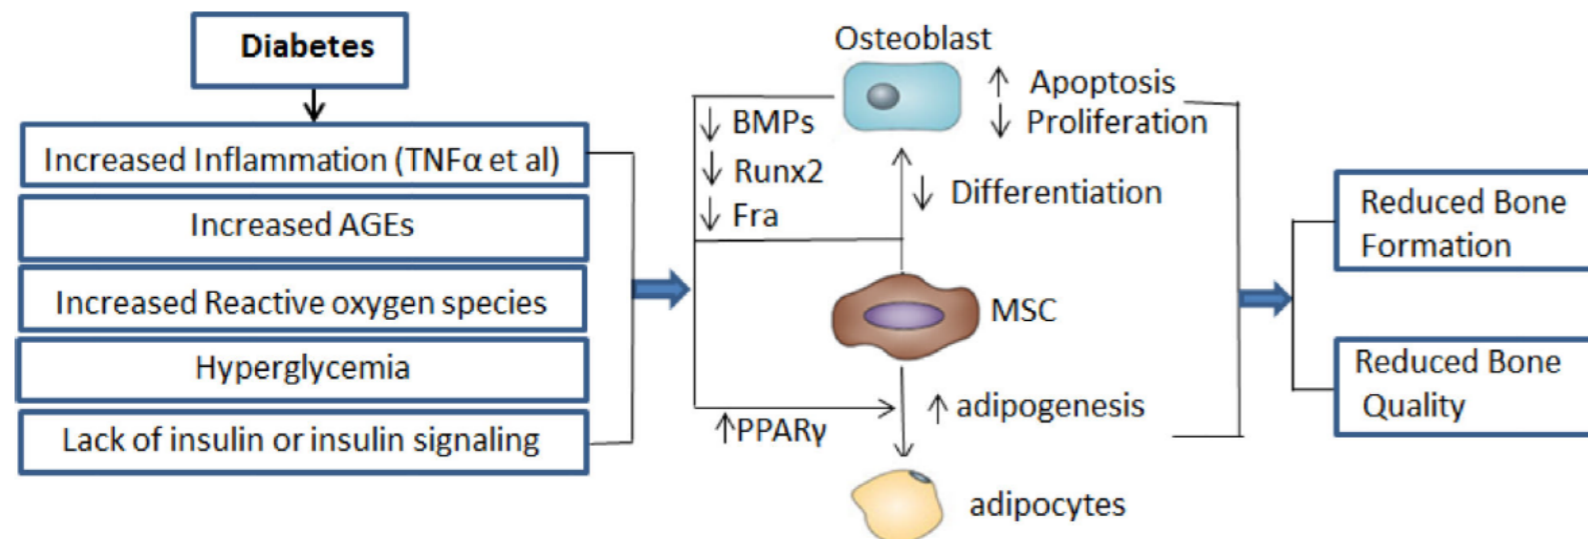 Diabetes
Increased Inflammation (TNFα et al)
Increased AGEs
Increased Reactive oxygen species
Hyperglycemia
Lack of insulin or insulin signaling
Osteoblast
↑ Apoptosis
↓ Proliferation
↓ BMPs
↓ Runx2
↓ Fra
↓ Differentiation
MSC
↑ adipogenesis
↑PPARγ
adipocytes
Reduced Bone
Formation
Reduced Bone
Quality